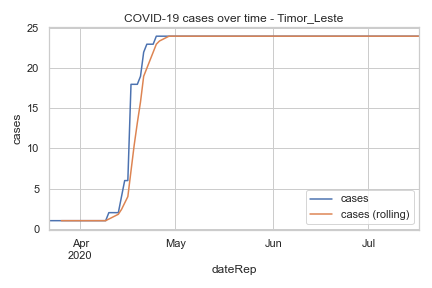 COVID-19 cases over time - Timor_Leste
cases
25
20
15
10
5
0
Apr
2020
May
Jun
Jul
dateRep
cases
cases (rolling)